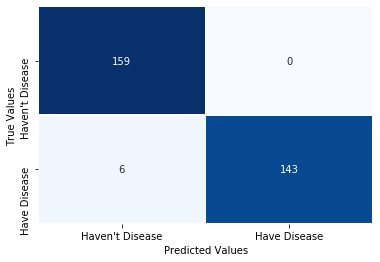 True Values
Haven't Disease
159
0
Have Disease
6
143
Haven't Disease
Have Disease
Predicted Values